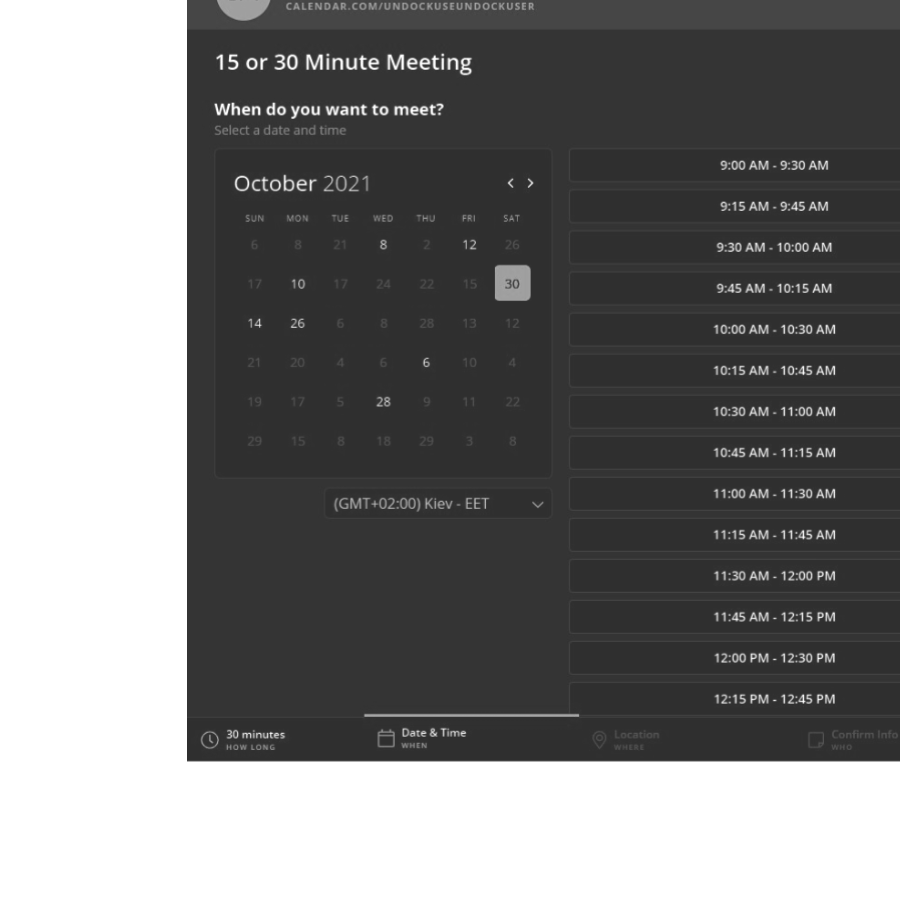 CALENDAR.COM/UNDOCKUSEUNDOCKUSER
15 or 30 Minute Meeting
When do you want to meet?
Select a date and time
October 2021
SUN MON TUE WED THU FRI SAT
6 8 21 8 2 12 26
17 10 17 24 22 15 30
14 26 6 8 28 13 12
21 20 4 6 6 10 4
19 17 5 28 9 11 22
29 15 8 18 29 3 8
(GMT+02:00) Kiev - EET
9:00 AM - 9:30 AM
9:15 AM - 9:45 AM
9:30 AM - 10:00 AM
9:45 AM - 10:15 AM
10:00 AM - 10:30 AM
10:15 AM - 10:45 AM
10:30 AM - 11:00 AM
10:45 AM - 11:15 AM
11:00 AM - 11:30 AM
11:15 AM - 11:45 AM
11:30 AM - 12:00 PM
11:45 AM - 12:15 PM
12:00 PM - 12:30 PM
12:15 PM - 12:45 PM
30 minutes
HOW LONG
Date & Time
WHEN
Location
WHERE
Confirm Info
WHO